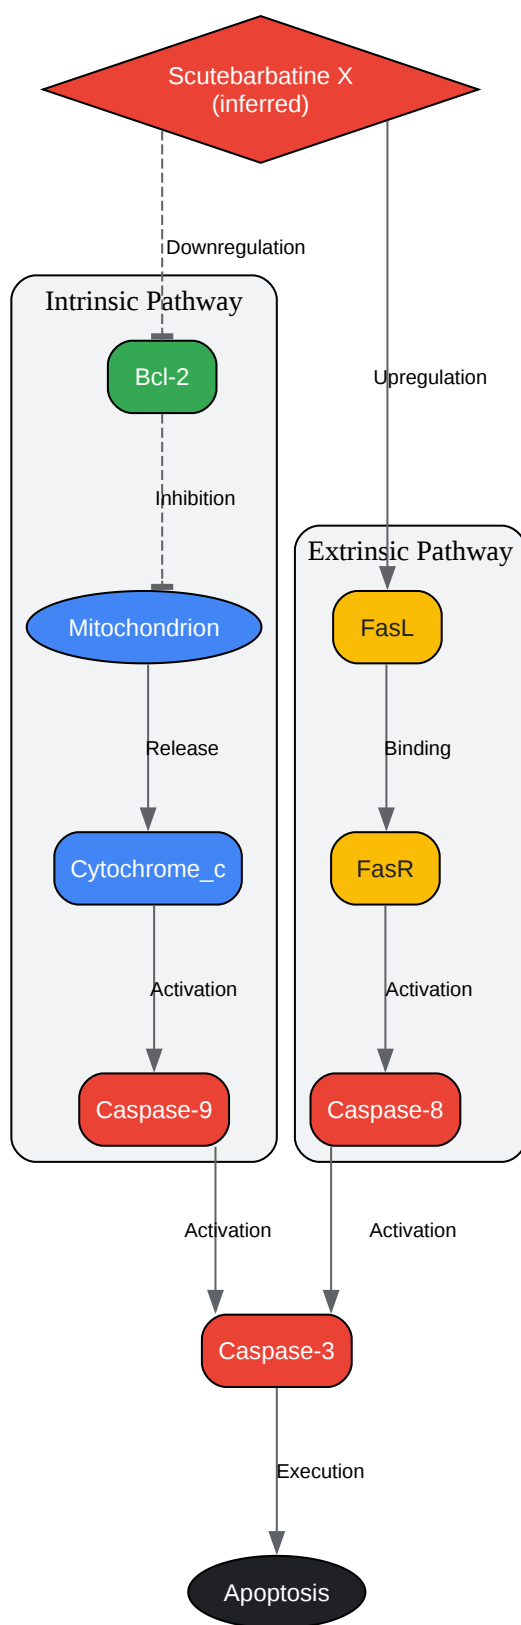 Scutebarbatine X
(inferred)
Downregulation
Intrinsic Pathway
Bcl-2
Upregulation
Inhibition
Extrinsic Pathway
Mitochondrion
FasL
Release
Binding
Cytochrome_c
FasR
Activation
Activation
Caspase-9
Caspase-8
Activation
Activation
Caspase-3
Execution
Apoptosis